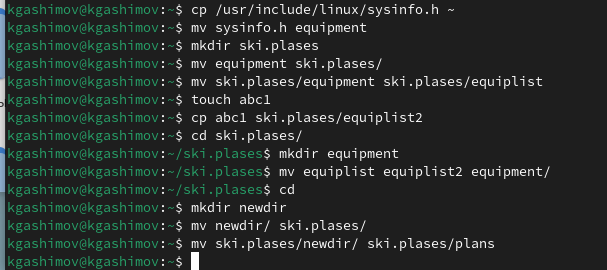 kgashimov@kgashimov:~$ cp /usr/include/linux/sysinfo.h ~
kgashimov@kgashimov:~$ mv sysinfo.h equipment
kgashimov@kgashimov:~$ mkdir ski.plases
kgashimov@kgashimov:~$ mv equipment ski.plases/
kgashimov@kgashimov:~$ mv ski.plases/equipment ski.plases/equiplist
kgashimov@kgashimov:~$ touch abc1
kgashimov@kgashimov:~$ cp abc1 ski.plases/equiplist2
kgashimov@kgashimov:~$ cd ski.plases/
kgashimov@kgashimov:~/ski.plases$ mkdir equipment
kgashimov@kgashimov:~/ski.plases$ mv equiplist equiplist2 equipment/
kgashimov@kgashimov:~/ski.plases$ cd
kgashimov@kgashimov:~$ mkdir newdir
kgashimov@kgashimov:~$ mv newdir/ ski.plases/
kgashimov@kgashimov:~$ mv ski.plases/newdir/ ski.plases/plans
kgashimov@kgashimov:~$